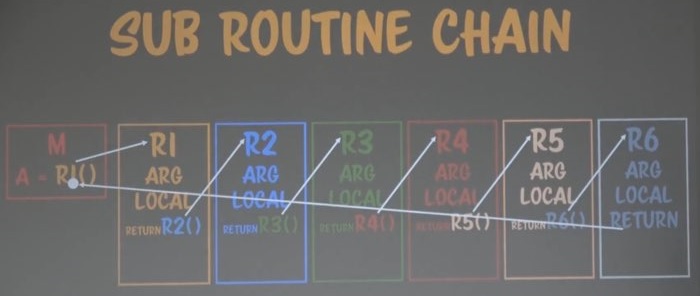 SUB ROUTINE CHAIN
M
A = R1()
R1
ARG
LOCAL
RETURN R2()
R2
ARG
LOCAL
RETURN R3()
R3
ARG
LOCAL
RETURN R4()
R4
ARG
LOCAL
RETURN R5()
R5
ARG
LOCAL
RETURN R6()
R6
ARG
LOCAL
RETURN